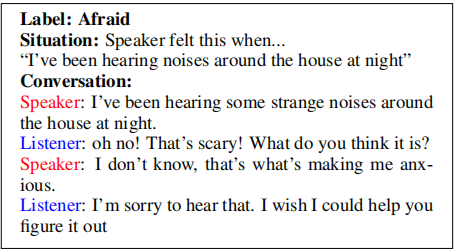 Label: Afraid
Situation: Speaker felt this when...
“I’ve been hearing noises around the house at night”
Conversation:
Speaker: I’ve been hearing some strange noises around
the house at night.
Listener: oh no! That’s scary! What do you think it is?
Speaker: I don’t know, that’s what’s making me anx-
ious.
Listener: I’m sorry to hear that. I wish I could help you
figure it out